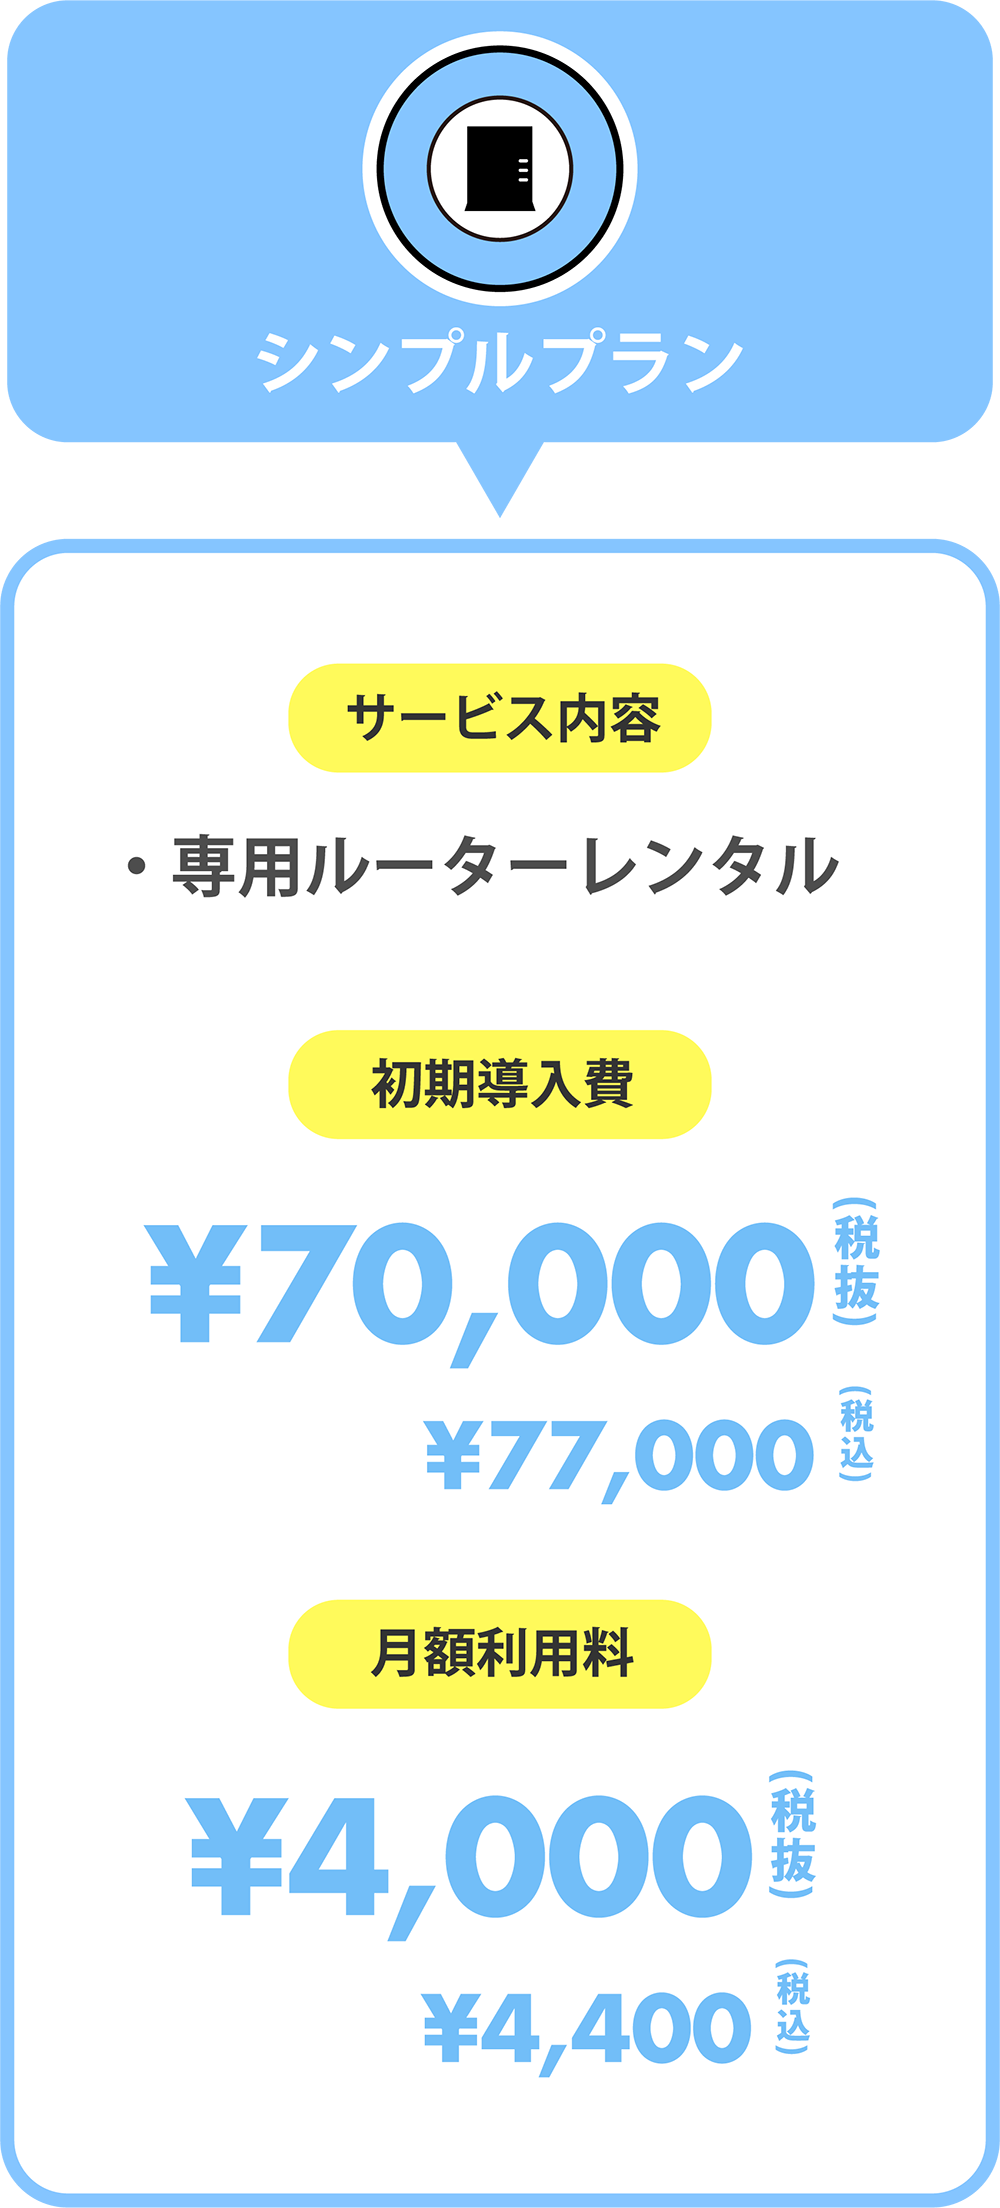 シンプルプラン
サービス内容
・専用ルーターレンタル
初期導入費
¥70,000(税抜)
¥77,000(税込)
月額利用料
¥4,000(税抜)
¥4,400(税込)